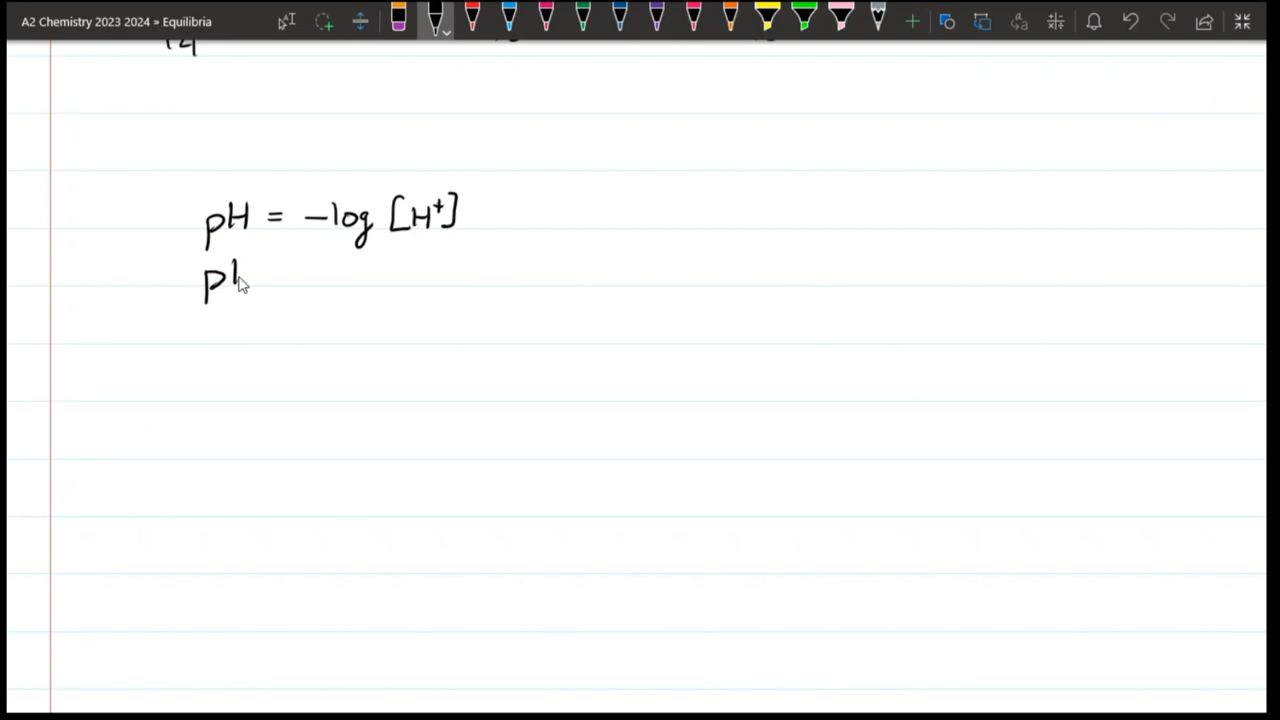 A2 Chemistry 2023 2024 » Equilibria
pH = -log [H⁺]
p